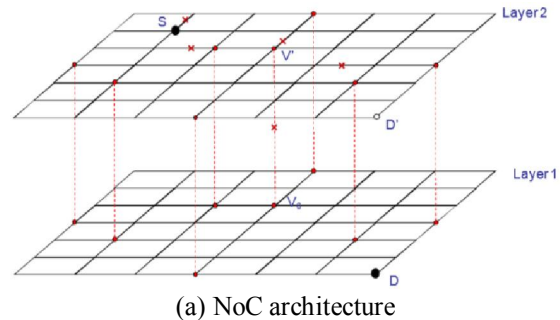 Layer2
S
V'
D'
Layer1
V₀
D
(a) NoC architecture